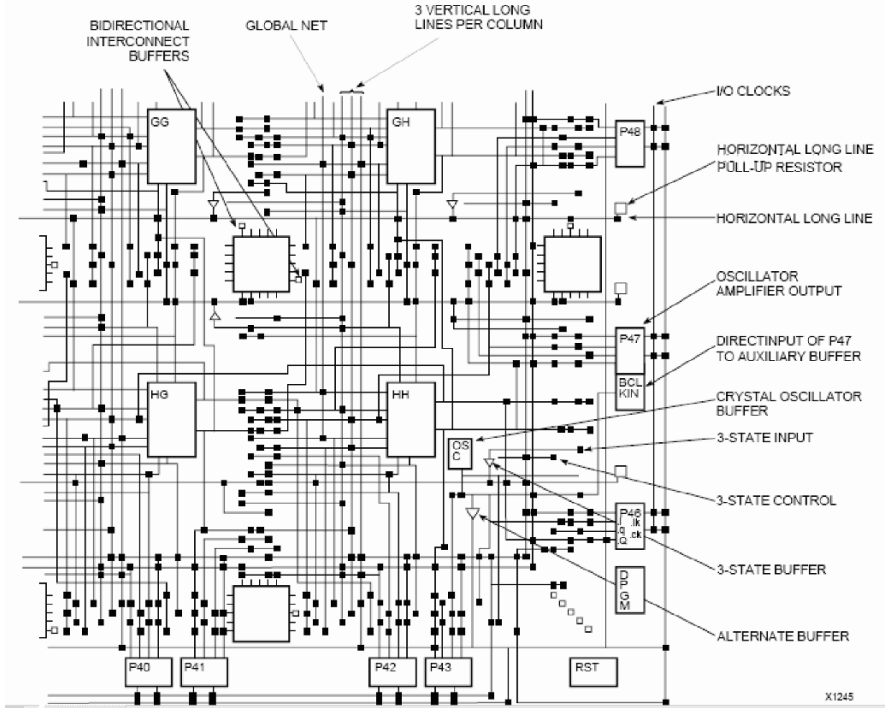 3 VERTICAL LONG
LINES PER COLUMN
BIDIRECTIONAL
INTERCONNECT
BUFFERS
GLOBAL NET
I/O CLOCKS
GG
GH
P48
HORIZONTAL LONG LINE
PULL-UP RESISTOR
HORIZONTAL LONG LINE
OSCILLATOR
AMPLIFIER OUTPUT
P47
DIRECTINPUT OF P47
TO AUXILIARY BUFFER
BCL
KIN
HG
HH
CRYSTAL OSCILLATOR
BUFFER
OS
C
3-STATE INPUT
3-STATE CONTROL
P46
.lk
.q
.ck
Q
3-STATE BUFFER
D
P
G
M
ALTERNATE BUFFER
P40
P41
P42
P43
RST
X1245